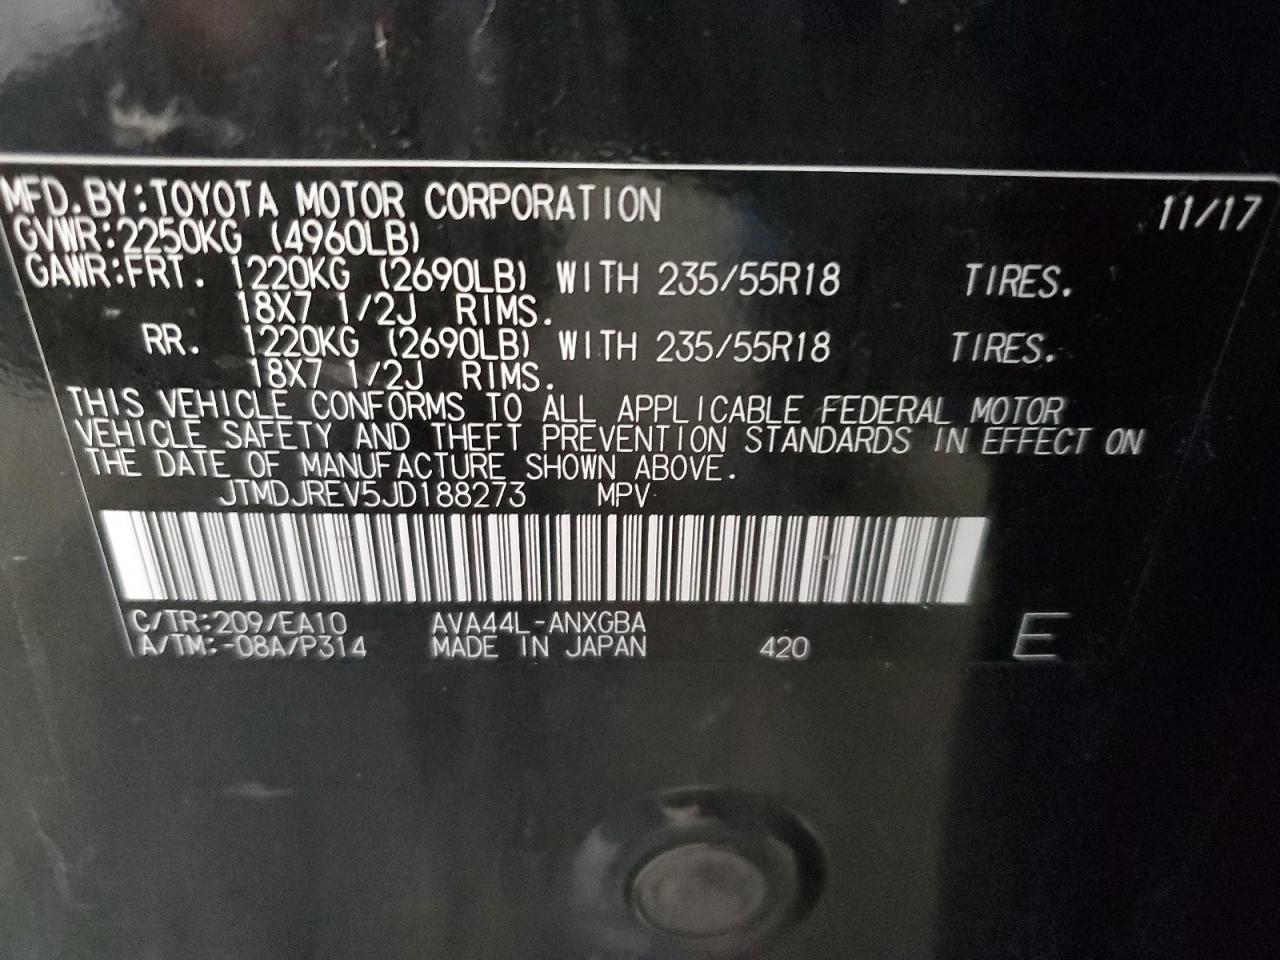 MFD.BY:TOYOTA MOTOR CORPORATION 11/17
GVWR:2250KG (4960LB)
GAWR:FRT. 1220KG (2690LB) WITH 235/55R18 TIRES.
18X7 1/2J RIMS.
RR. 1220KG (2690LB) WITH 235/55R18 TIRES.
18X7 1/2J RIMS.
THIS VEHICLE CONFORMS TO ALL APPLICABLE FEDERAL MOTOR
VEHICLE SAFETY AND THEFT PREVENTION STANDARDS IN EFFECT ON
THE DATE OF MANUFACTURE SHOWN ABOVE.
JTMDJREV5JD188273 MPV
C/TR:209/EA10 AVA44L-ANXGBA
A/TM:-08A/P314 MADE IN JAPAN 420 E